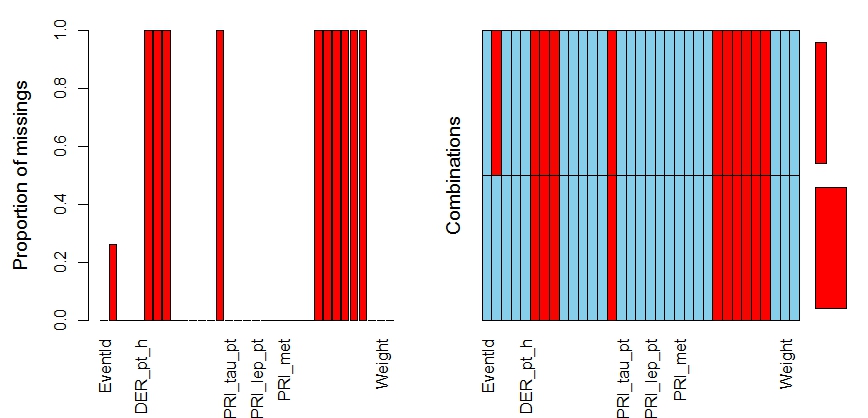 Proportion of missings
0.0 0.2 0.4 0.6 0.8 1.0
EventId
DER_pt_h
PRI_tau_pt
PRI_lep_pt
PRI_met
Weight
Combinations
EventId
DER_pt_h
PRI_tau_pt
PRI_lep_pt
PRI_met
Weight